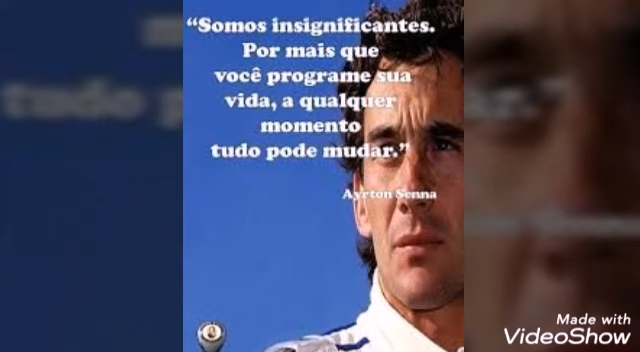 “Somos insignificantes.
Por mais que
você programe sua
vida, a qualquer
momento
tudo pode mudar.”
Ayrton Senna
Made with
VideoShow